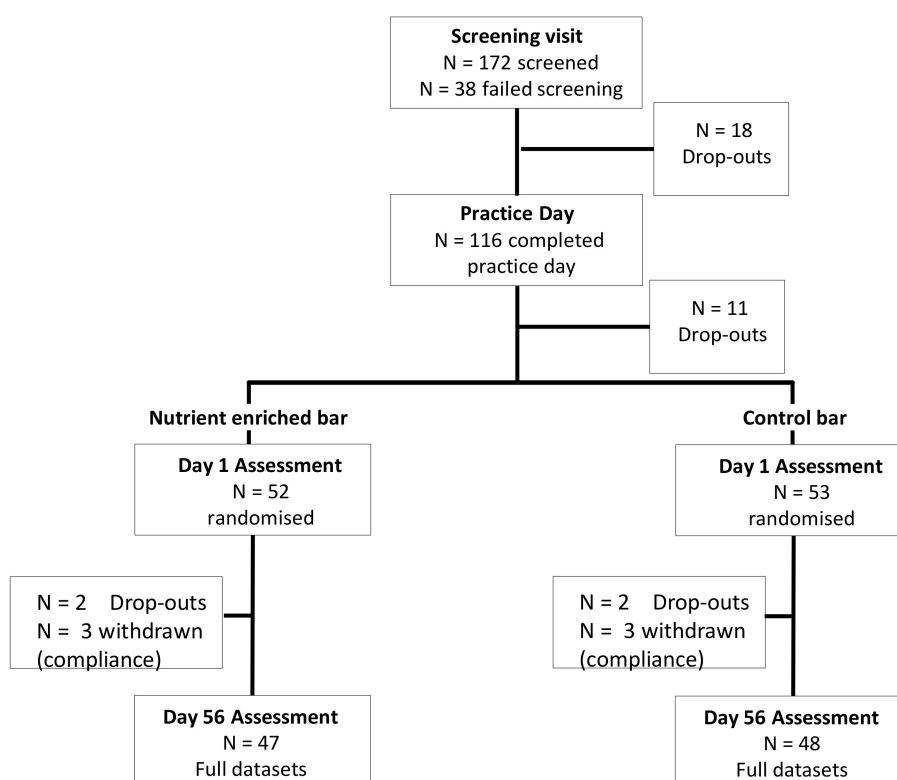 Screening visit
N = 172 screened
N = 38 failed screening
N = 18
Drop-outs
Practice Day
N = 116 completed
practice day
N = 11
Drop-outs
Nutrient enriched bar
Control bar
Day 1 Assessment
N = 52
randomised
Day 1 Assessment
N = 53
randomised
N = 2 Drop-outs
N = 3 withdrawn
(compliance)
N = 2 Drop-outs
N = 3 withdrawn
(compliance)
Day 56 Assessment
N = 47
Full datasets
Day 56 Assessment
N = 48
Full datasets